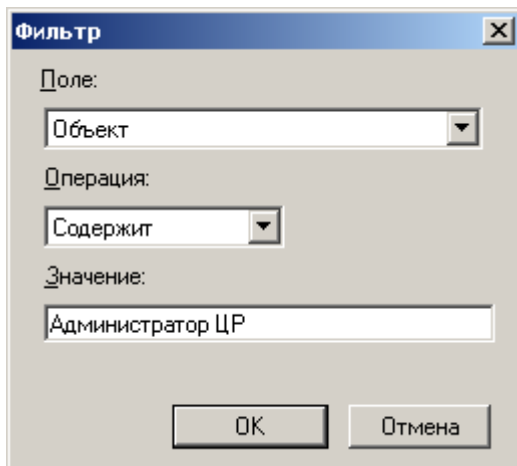 Фильтр
Поле:
Объект
Операция:
Содержит
Значение:
Администратор ЦР
OK
Отмена